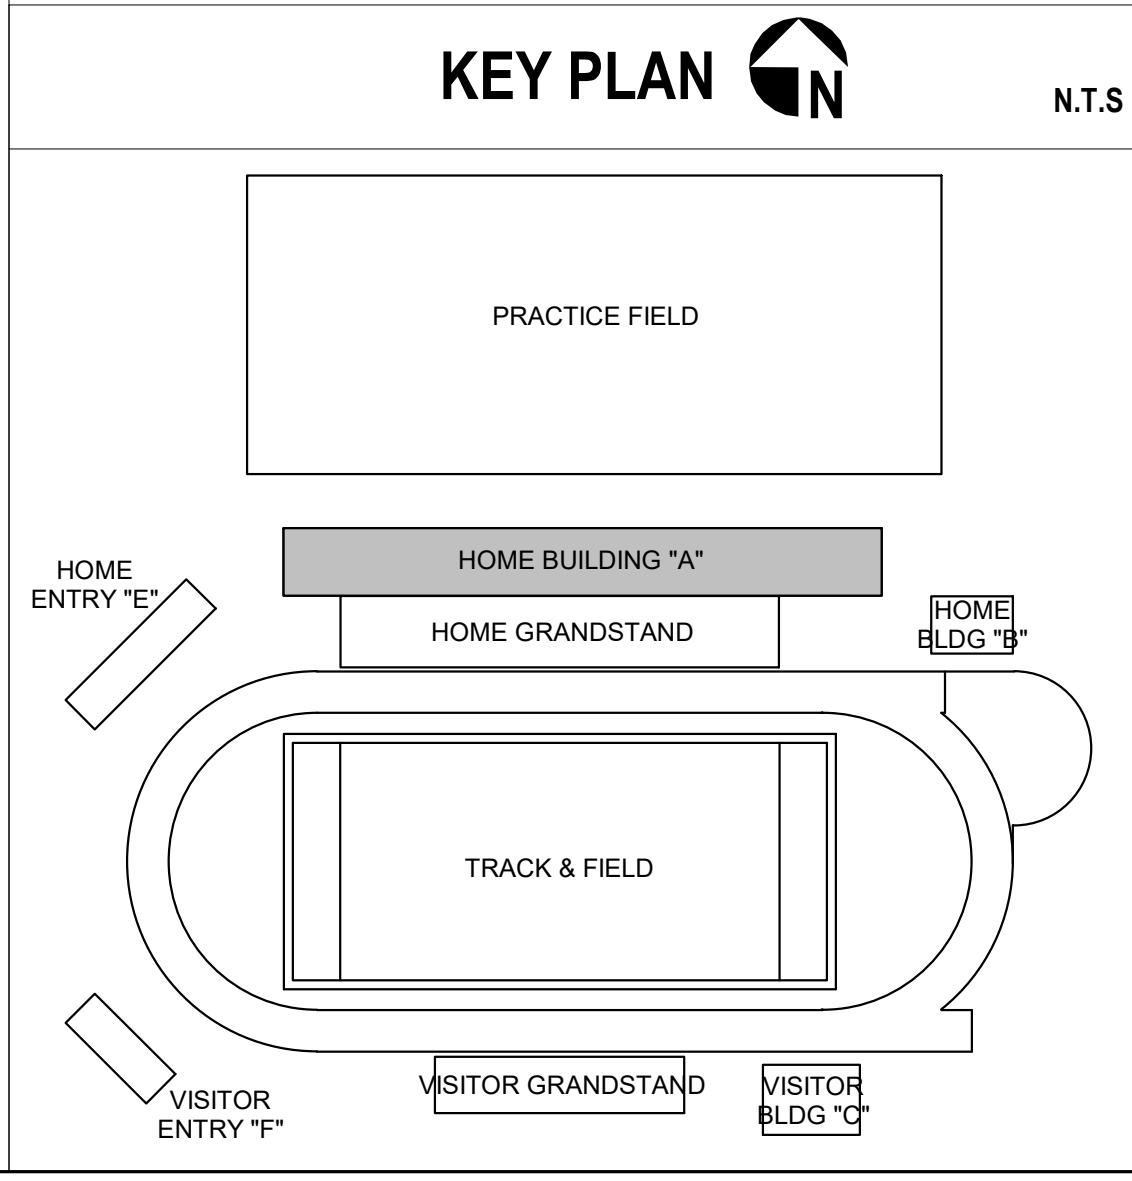 KEY PLAN
N
N.T.S
PRACTICE FIELD
HOME BUILDING "A"
HOME
ENTRY "E"
HOME GRANDSTAND
HOME
BLDG "B"
TRACK & FIELD
VISITOR GRANDSTAND
VISITOR
BLDG "C"
VISITOR
ENTRY "F"